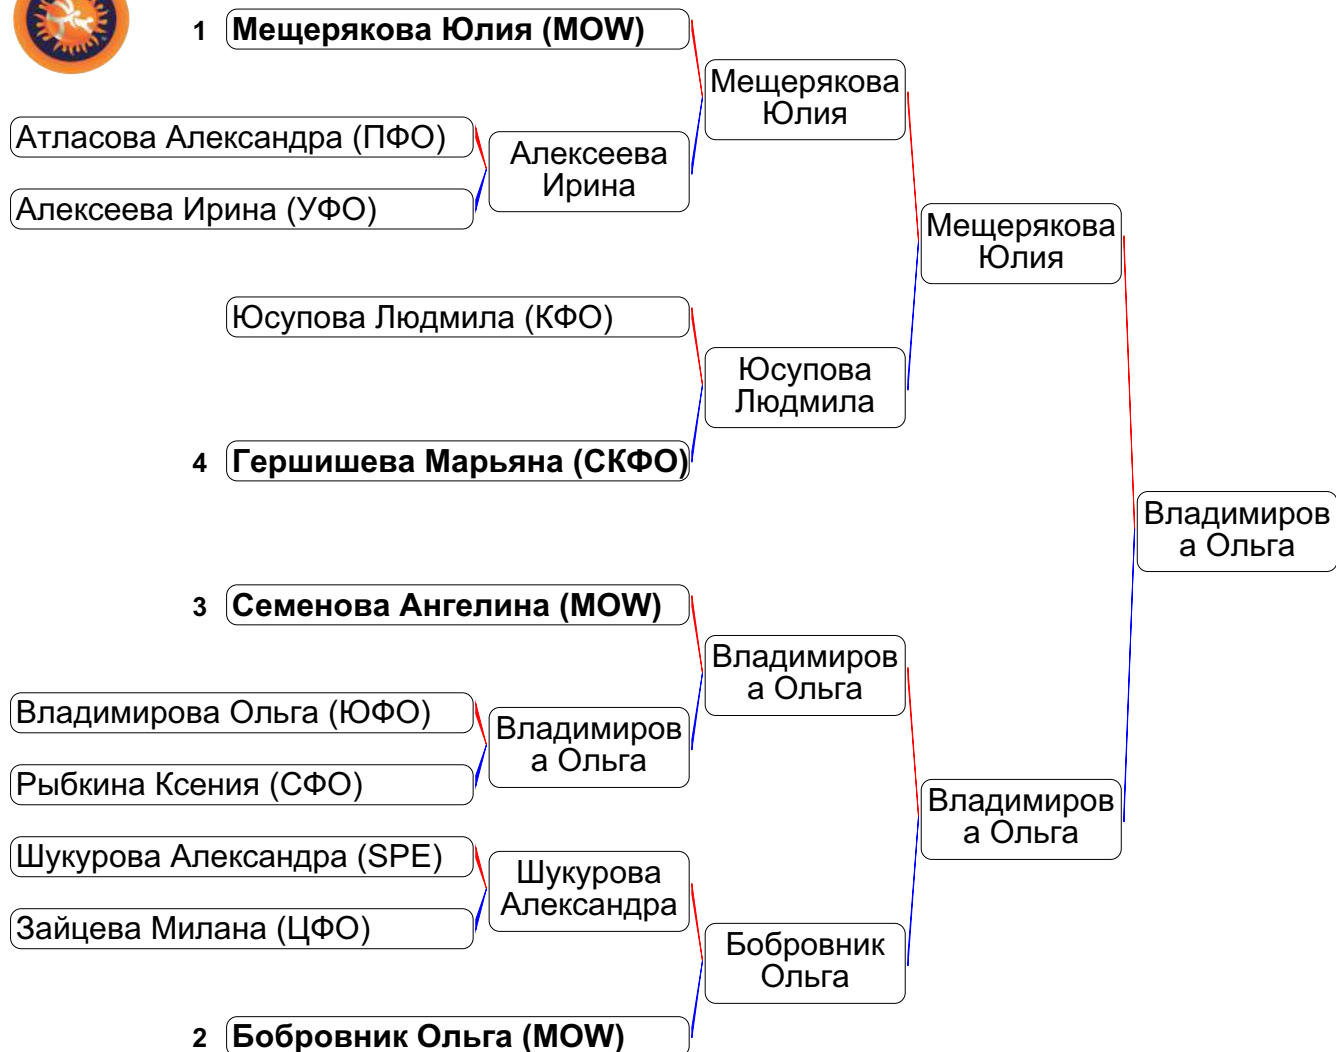 1 Мещерякова Юлия (MOW)
Мещерякова
Юлия
Атласова Александра (ПФО)
Алексеева
Ирина
Алексеева Ирина (УФО)
Мещерякова
Юлия
Юсупова Людмила (КФО)
Юсупова
Людмила
4 Гершишева Марьяна (СКФО)
Владимиров
а Ольга
3 Семенова Ангелина (MOW)
Владимиров
а Ольга
Владимирова Ольга (ЮФО)
Владимиров
а Ольга
Рыбкина Ксения (СФО)
Владимиров
а Ольга
Шукурова Александра (SPE)
Шукурова
Александра
Зайцева Милана (ЦФО)
Бобровник
Ольга
2 Бобровник Ольга (MOW)